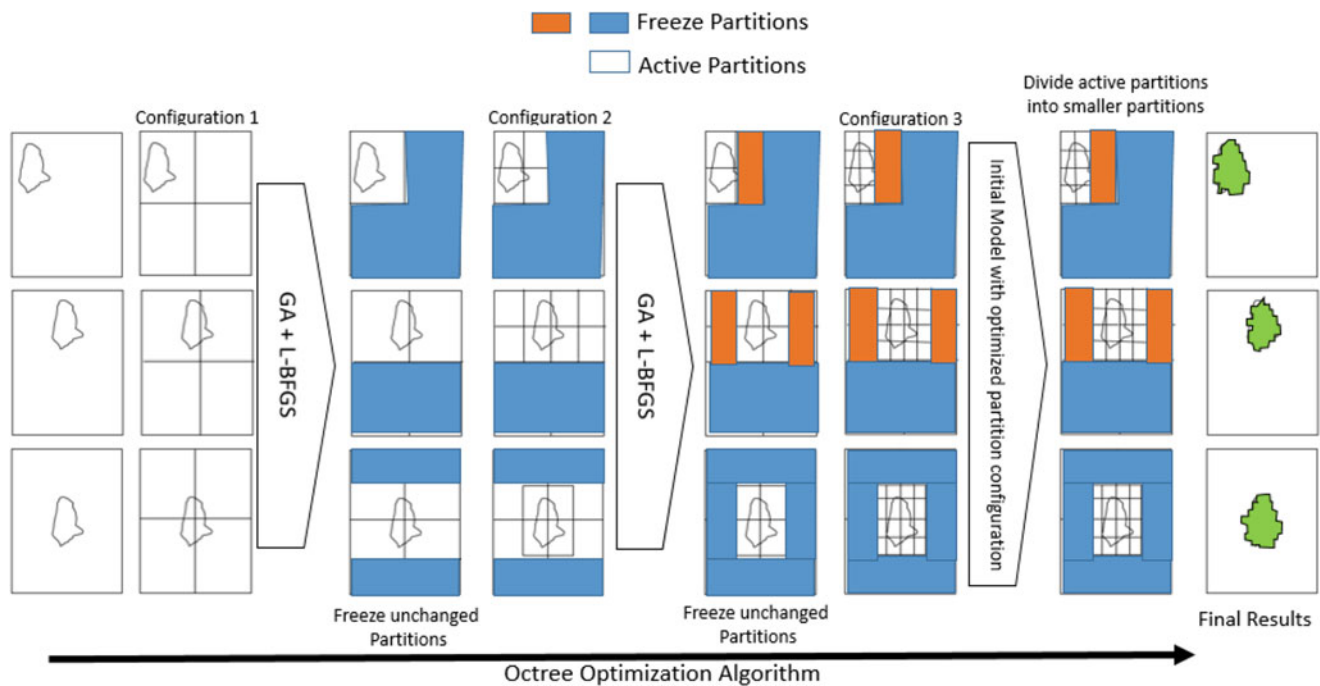 Freeze Partitions
Active Partitions
Configuration 1
Configuration 2
Configuration 3
Divide active partitions
into smaller partitions
GA + L-BFGS
GA + L-BFGS
Initial Model with optimized partition configuration
Freeze unchanged
Partitions
Freeze unchanged
Partitions
Final Results
Octree Optimization Algorithm